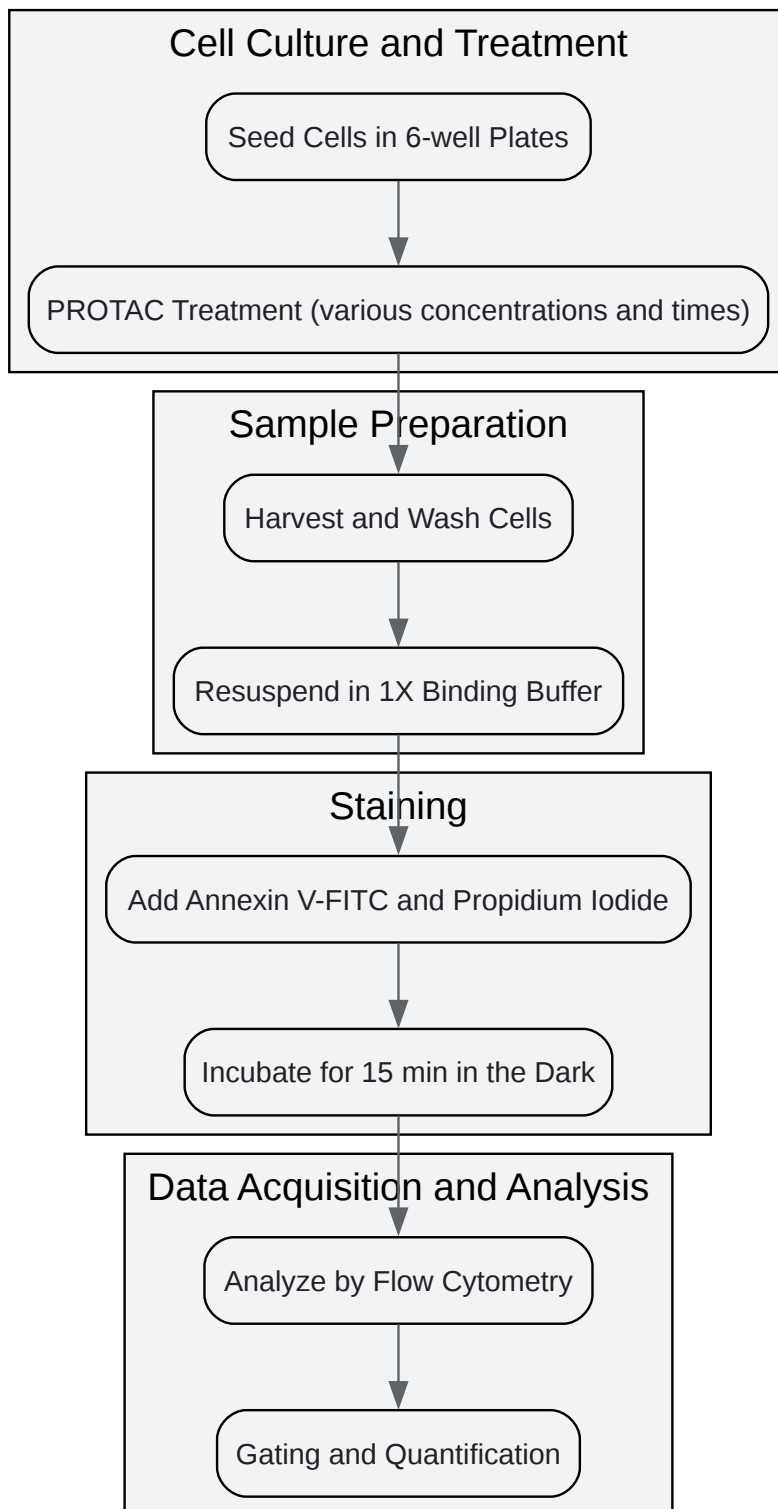 Cell Culture and Treatment
Seed Cells in 6-well Plates
PROTAC Treatment (various concentrations and times)
Sample Preparation
Harvest and Wash Cells
Resuspend in 1X Binding Buffer
Staining
Add Annexin V-FITC and Propidium Iodide
Incubate for 15 min in the Dark
Data Acquisition and Analysis
Analyze by Flow Cytometry
Gating and Quantification